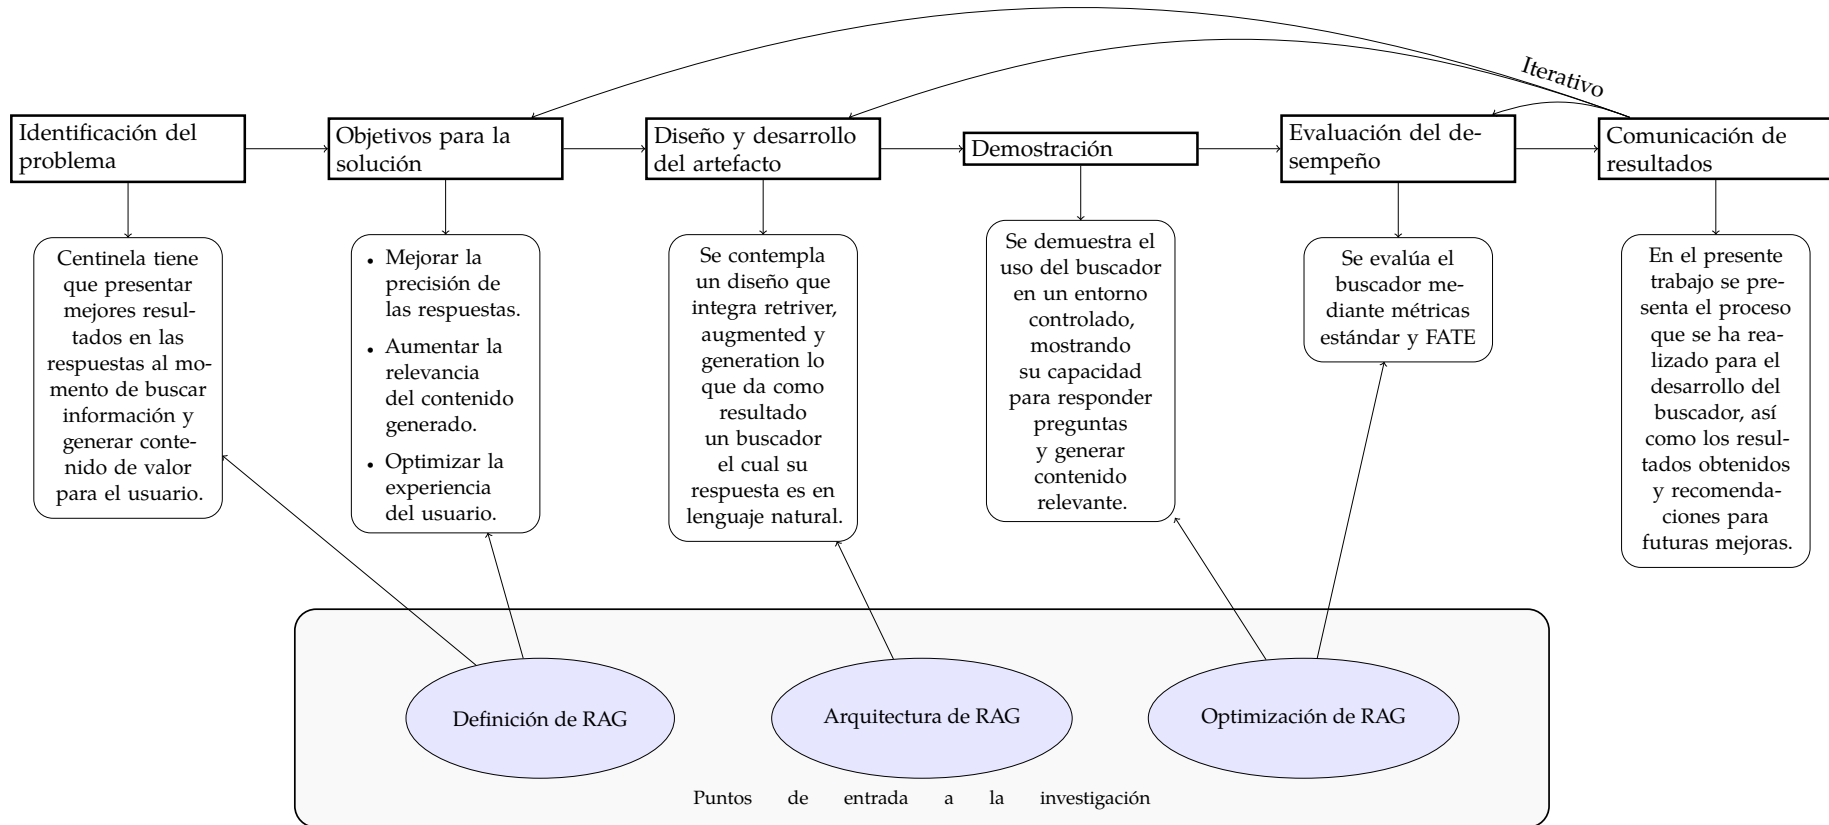 Iterativo
Identificación del
problema
Objetivos para la
solución
Diseño y desarrollo
del artefacto
Demostración
Evaluación del de-
sempeño
Comunicación de
resultados
Centinela tiene
que presentar
mejores resul-
tados en las
respuestas al mo-
mento de buscar
información y
generar conte-
nido de valor
para el usuario.
• Mejorar la
precisión de
las respuestas.
• Aumentar la
relevancia
del contenido
generado.
• Optimizar la
experiencia
del usuario.
Se contempla
un diseño que
integra retriver,
augmented y
generation lo
que da como
resultado
un buscador
el cual su
respuesta es en
lenguaje natural.
Se demuestra el
uso del buscador
en un entorno
controlado,
mostrando
su capacidad
para responder
preguntas
y generar
contenido
relevante.
Se evalúa el
buscador me-
diante métricas
estándar y FATE
En el presente
trabajo se pre-
senta el proceso
que se ha rea-
lizado para el
desarrollo del
buscador, así
como los resul-
tados obtenidos
y recomenda-
ciones para
futuras mejoras.
Definición de RAG
Arquitectura de RAG
Optimización de RAG
Puntos de entrada a la investigación